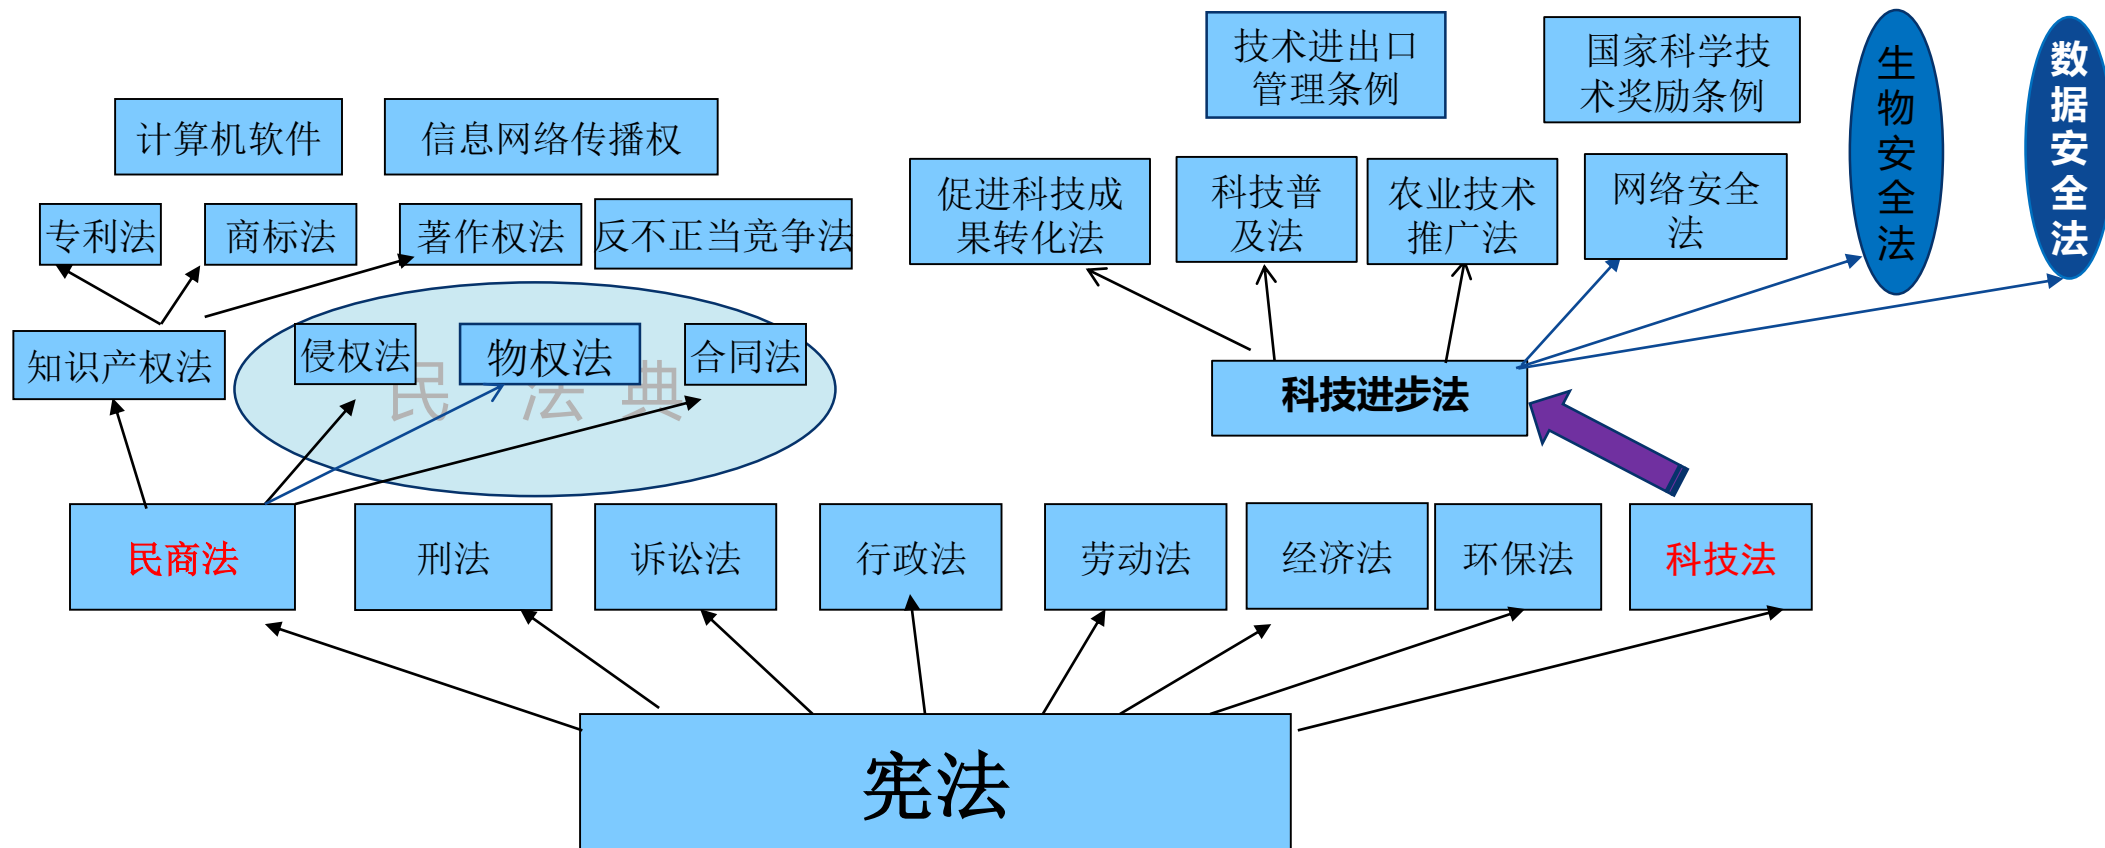 技术进出口
管理条例
国家科学技
术奖励条例
生物安全法
数据安全法
计算机软件
信息网络传播权
专利法
商标法
著作权法
反不正当竞争法
促进科技成
果转化法
科技普
及法
农业技术
推广法
网络安全
法
知识产权法
侵权法
物权法
合同法
民 法 典
科技进步法
民商法
刑法
诉讼法
行政法
劳动法
经济法
环保法
科技法
宪法